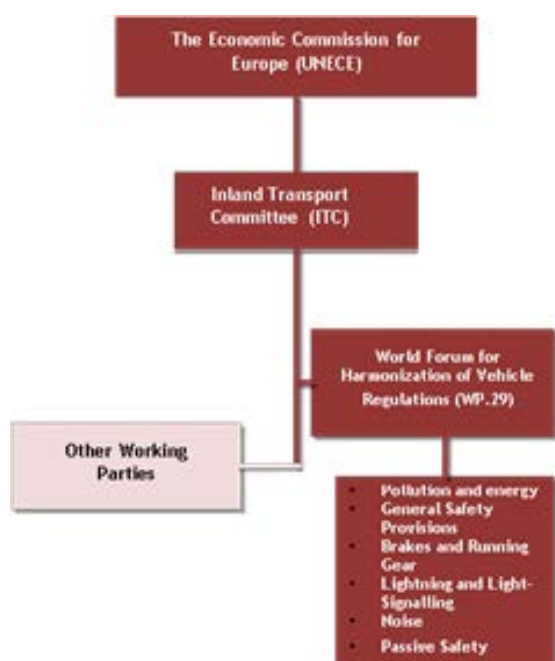 The Economic Commission for
Europe (UNECE)
Inland Transport
Committee (ITC)
World Forum for
Harmonization of Vehicle
Regulations (WP.29)
Other Working
Parties
• Pollution and energy
• General Safety
Provisions
• Brakes and Running
Gear
• Lightning and Light-
Signalling
• Noise
• Passive Safety